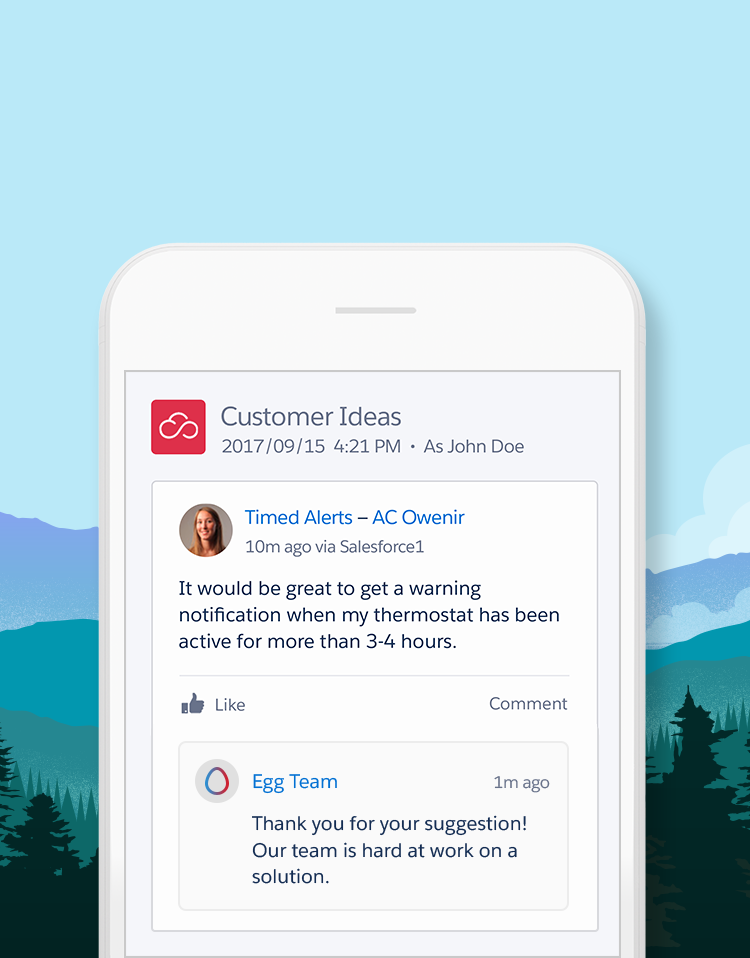 Customer Ideas
2017/09/15 4:21 PM • As John Doe
Timed Alerts – AC Owenir
10m ago via Salesforce1
It would be great to get a warning
notification when my thermostat has been
active for more than 3-4 hours.
Like Comment
Egg Team 1m ago
Thank you for your suggestion!
Our team is hard at work on a
solution.